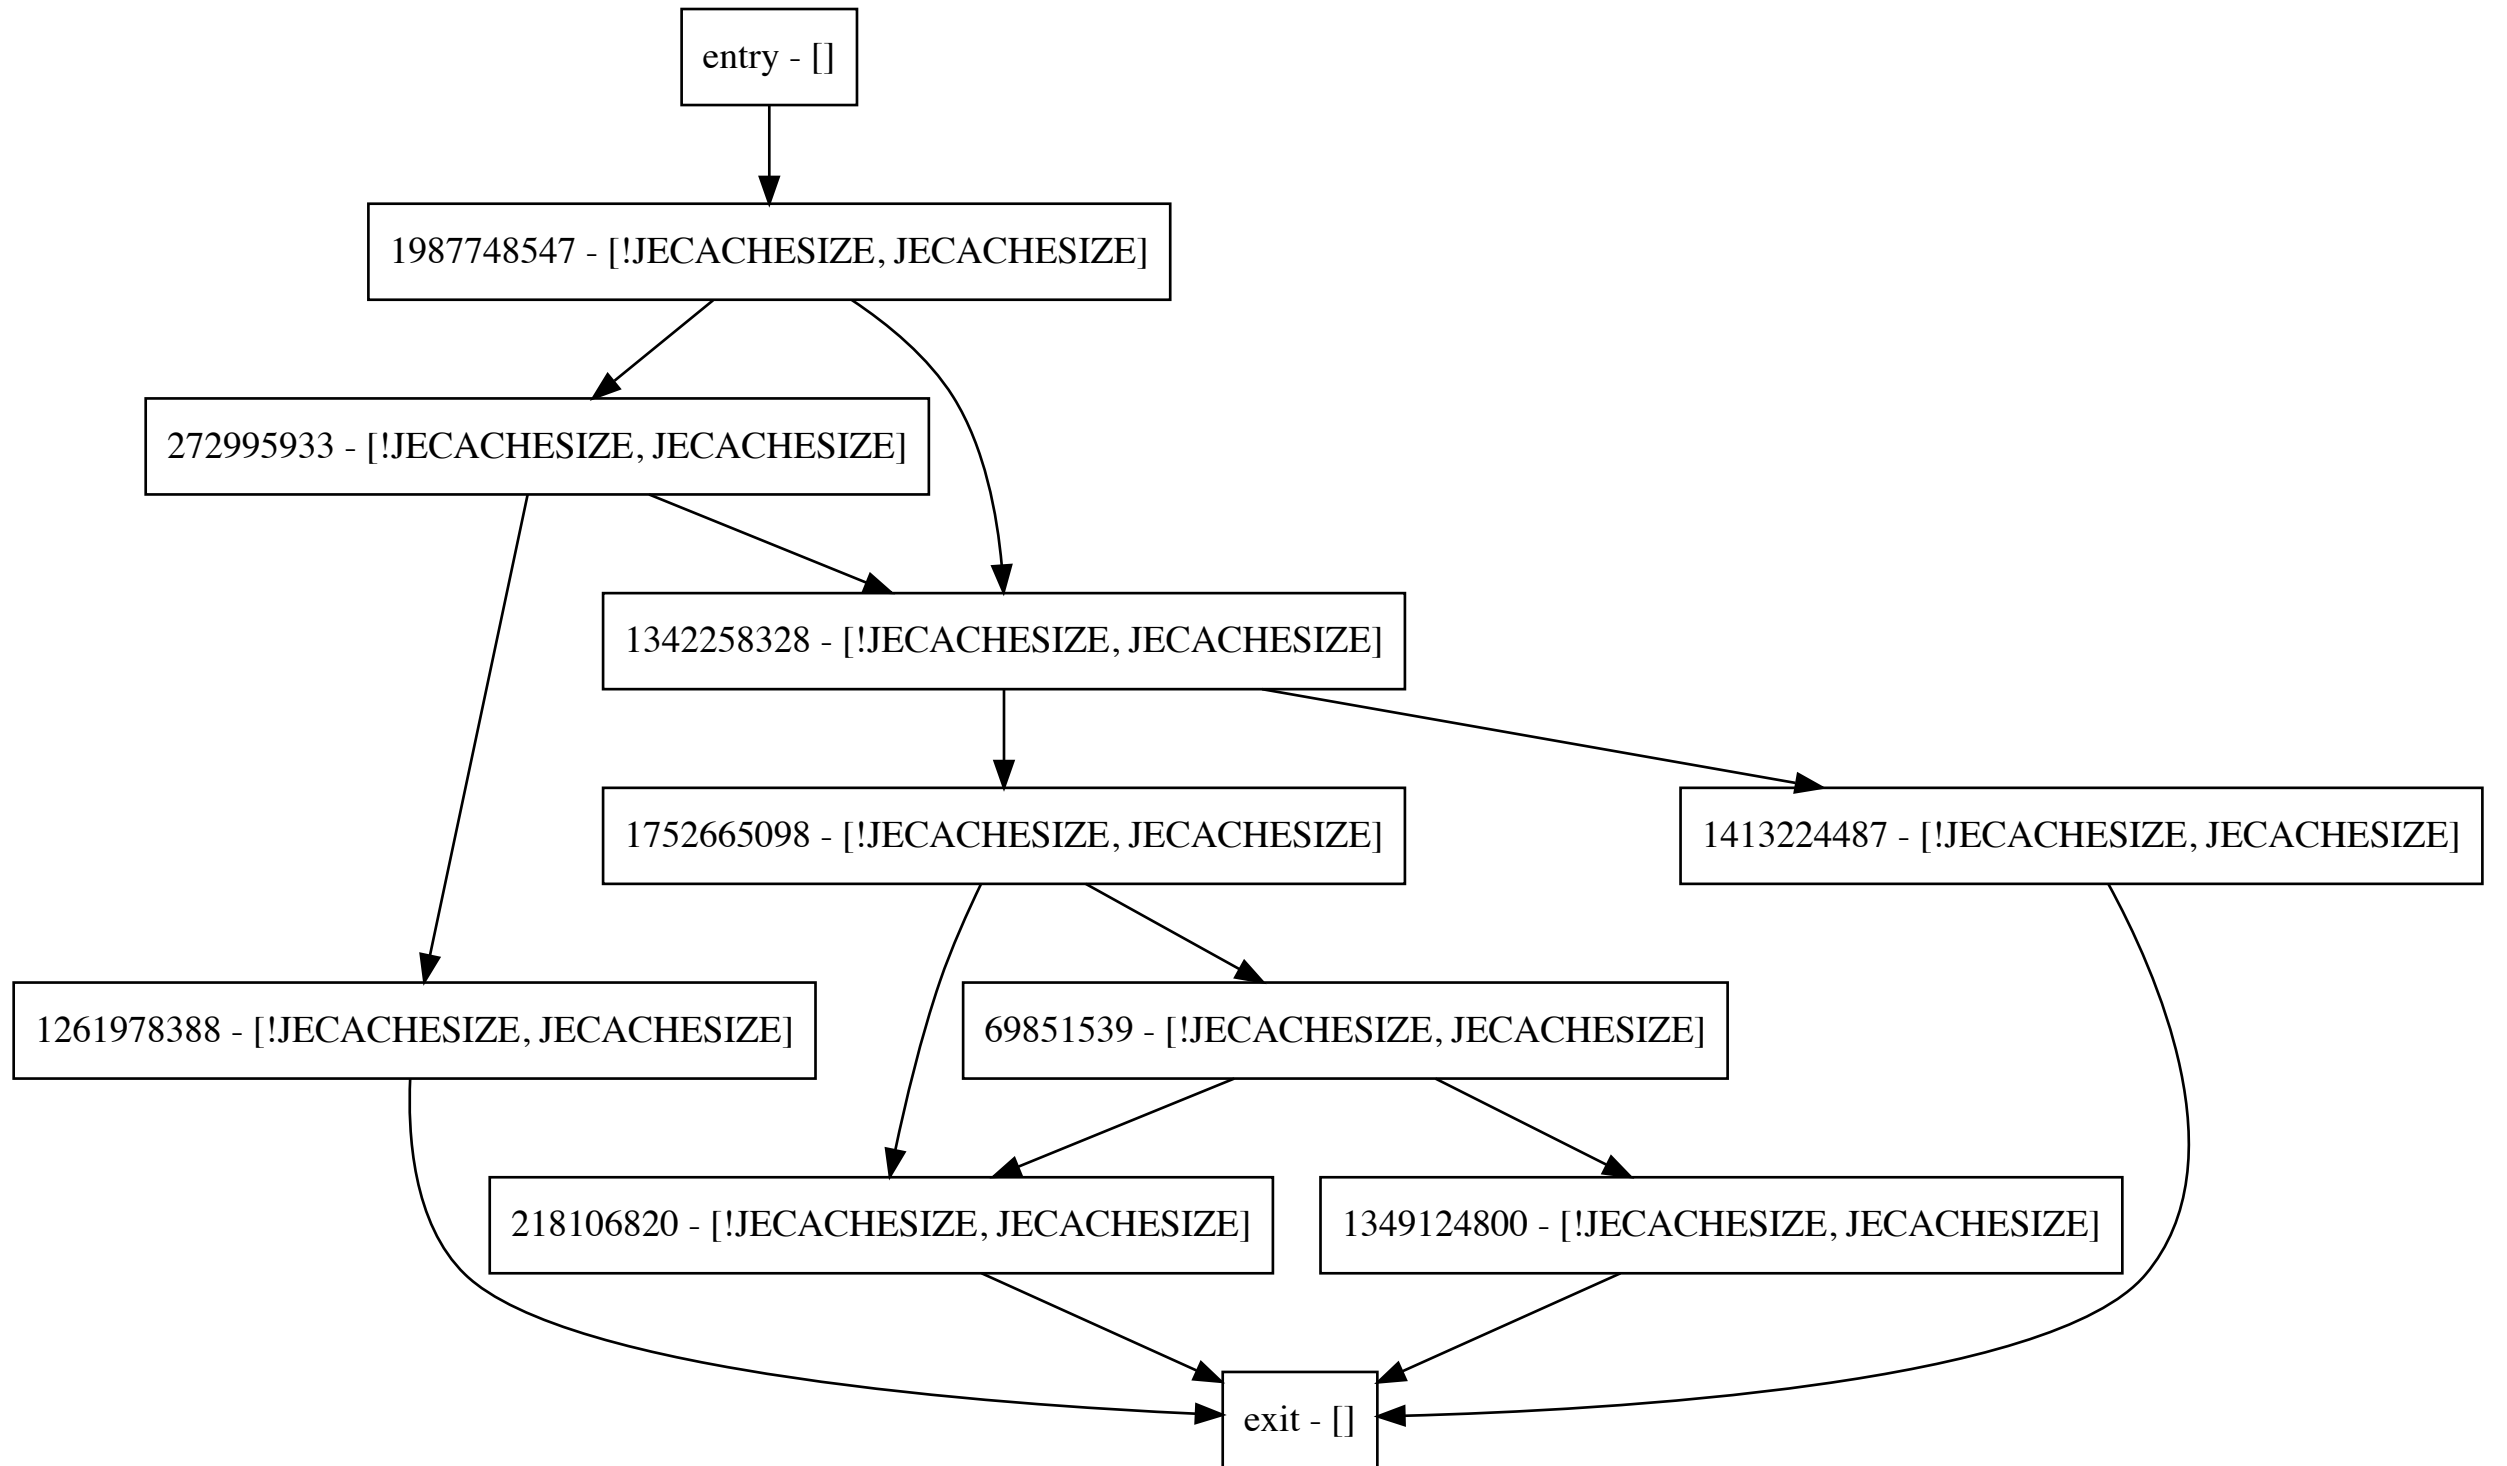 entry - []
1987748547 - [!JECACHESIZE, JECACHESIZE]
272995933 - [!JECACHESIZE, JECACHESIZE]
1342258328 - [!JECACHESIZE, JECACHESIZE]
1752665098 - [!JECACHESIZE, JECACHESIZE]
1413224487 - [!JECACHESIZE, JECACHESIZE]
1261978388 - [!JECACHESIZE, JECACHESIZE]
69851539 - [!JECACHESIZE, JECACHESIZE]
218106820 - [!JECACHESIZE, JECACHESIZE]
1349124800 - [!JECACHESIZE, JECACHESIZE]
exit - []